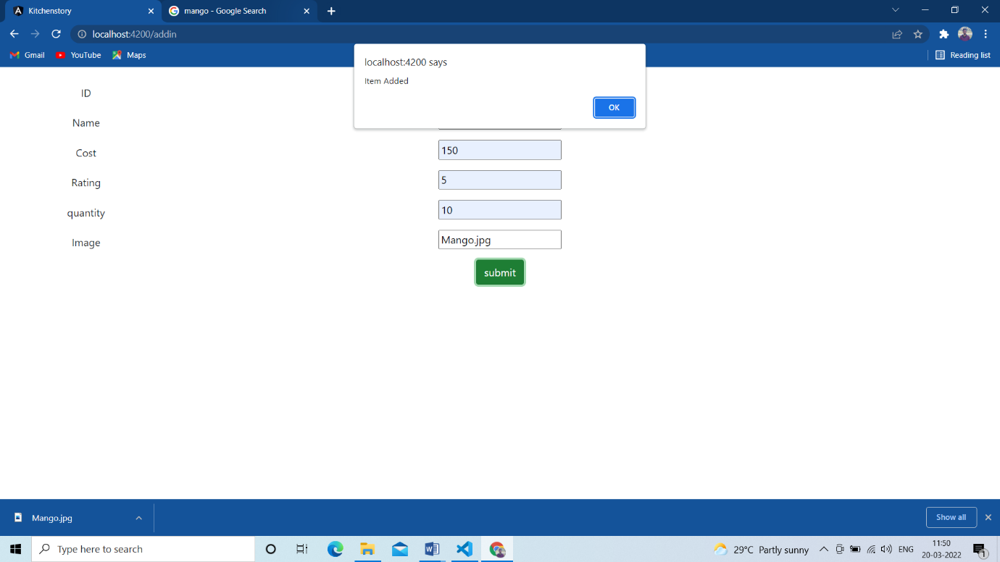 Kitchenstory
mango - Google Search
localhost:4200/addin
Gmail
YouTube
Maps
Reading list
localhost:4200 says
Item Added
OK
ID
Name
Cost
150
Rating
5
quantity
10
Image
Mango.jpg
submit
Mango.jpg
Show all
Type here to search
29°C Partly sunny
ENG
11:50
20-03-2022
1